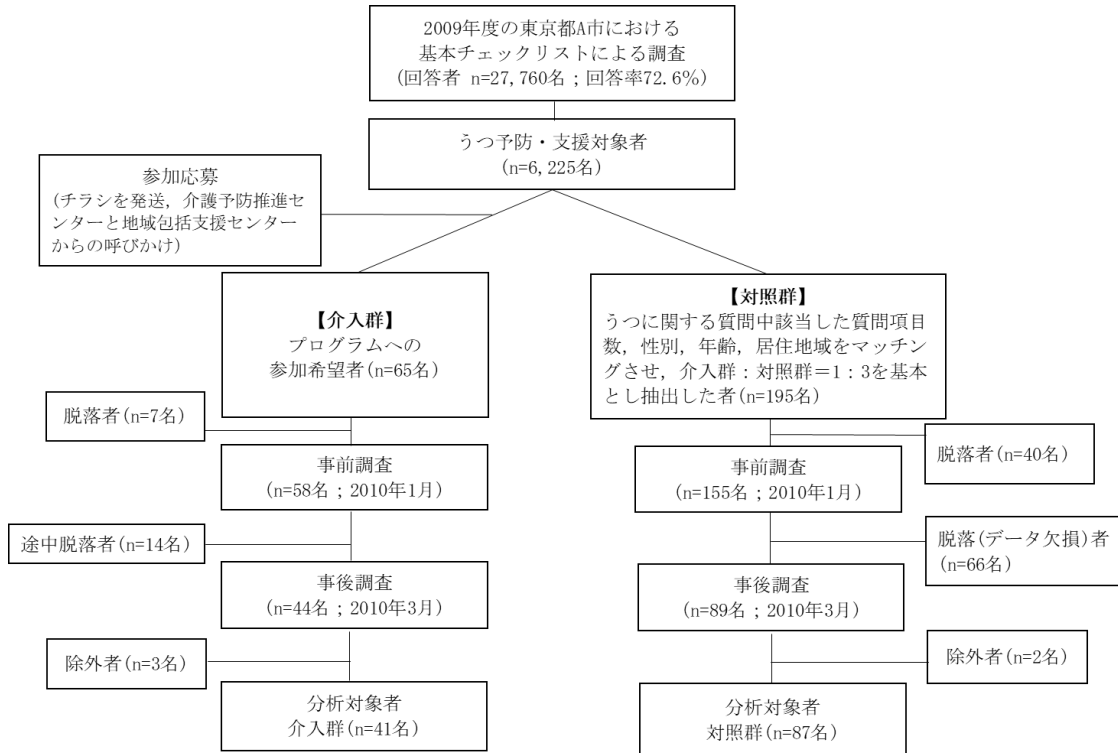 2009年度の東京都A市における
基本チェックリストによる調査
(回答者 n=27,760名；回答率72.6%)
うつ予防・支援対象者
(n=6,225名)
参加応募
(チラシを発送，介護予防推進セ
ンターと地域包括支援センター
からの呼びかけ)
【介入群】
プログラムへの
参加希望者(n=65名)
【対照群】
うつに関する質問中該当した質問項目
数，性別，年齢，居住地域をマッチン
グさせ，介入群：対照群＝1：3を基本
とし抽出した者(n=195名)
脱落者(n=7名)
脱落者(n=40名)
事前調査
(n=58名；2010年1月)
事前調査
(n=155名；2010年1月)
途中脱落者(n=14名)
脱落(データ欠損)者
(n=66名)
事後調査
(n=44名；2010年3月)
事後調査
(n=89名；2010年3月)
除外者(n=3名)
除外者(n=2名)
分析対象者
介入群(n=41名)
分析対象者
対照群(n=87名)